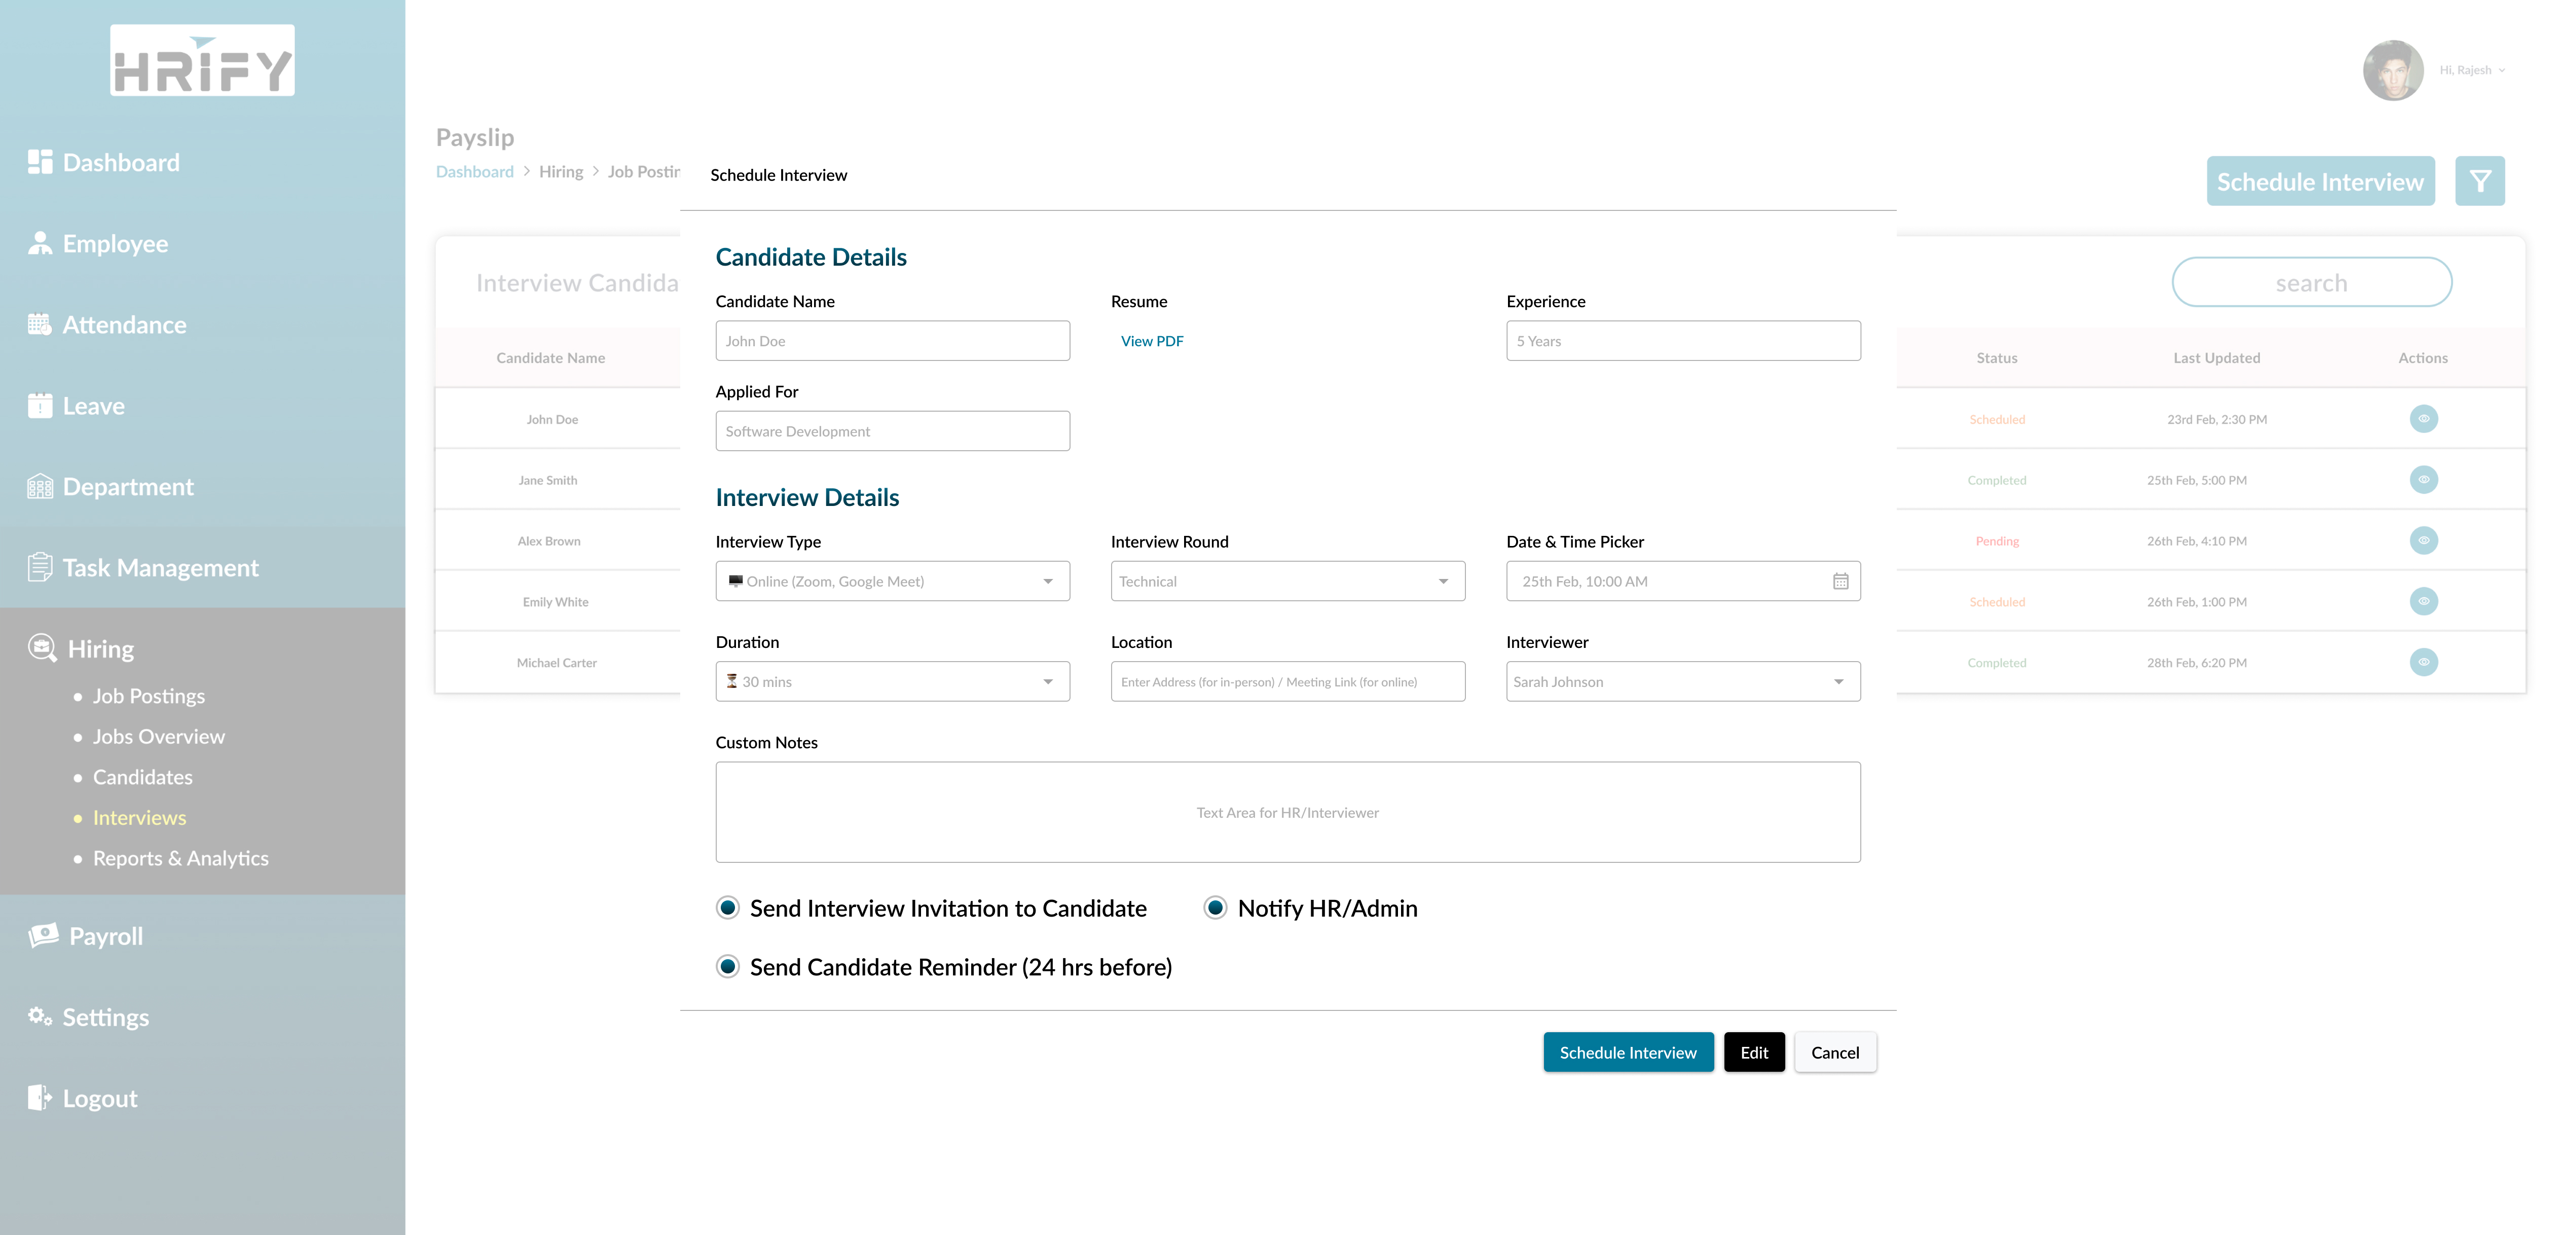 HRIFY
Hi, Rajesh
Dashboard
Employee
Attendance
Leave
Department
Task Management
Hiring
Job Postings
Jobs Overview
Candidates
Interviews
Reports & Analytics
Payroll
Settings
Logout
Payslip
Dashboard > Hiring > Job Postin
Schedule Interview
Interview Candida
search
Candidate Name Status Last Updated Actions
John Doe Scheduled 23rd Feb, 2:30 PM
Jane Smith Completed 25th Feb, 5:00 PM
Alex Brown Pending 26th Feb, 4:10 PM
Emily White Scheduled 26th Feb, 1:00 PM
Michael Carter Completed 28th Feb, 6:20 PM
Schedule Interview
Candidate Details
Candidate Name Resume Experience
John Doe View PDF 5 Years
Applied For
Software Development
Interview Details
Interview Type Interview Round Date & Time Picker
Online (Zoom, Google Meet) Technical 25th Feb, 10:00 AM
Duration Location Interviewer
30 mins Enter Address (for in-person) / Meeting Link (for online) Sarah Johnson
Custom Notes
Text Area for HR/Interviewer
Send Interview Invitation to Candidate Notify HR/Admin
Send Candidate Reminder (24 hrs before)
Schedule Interview Edit Cancel